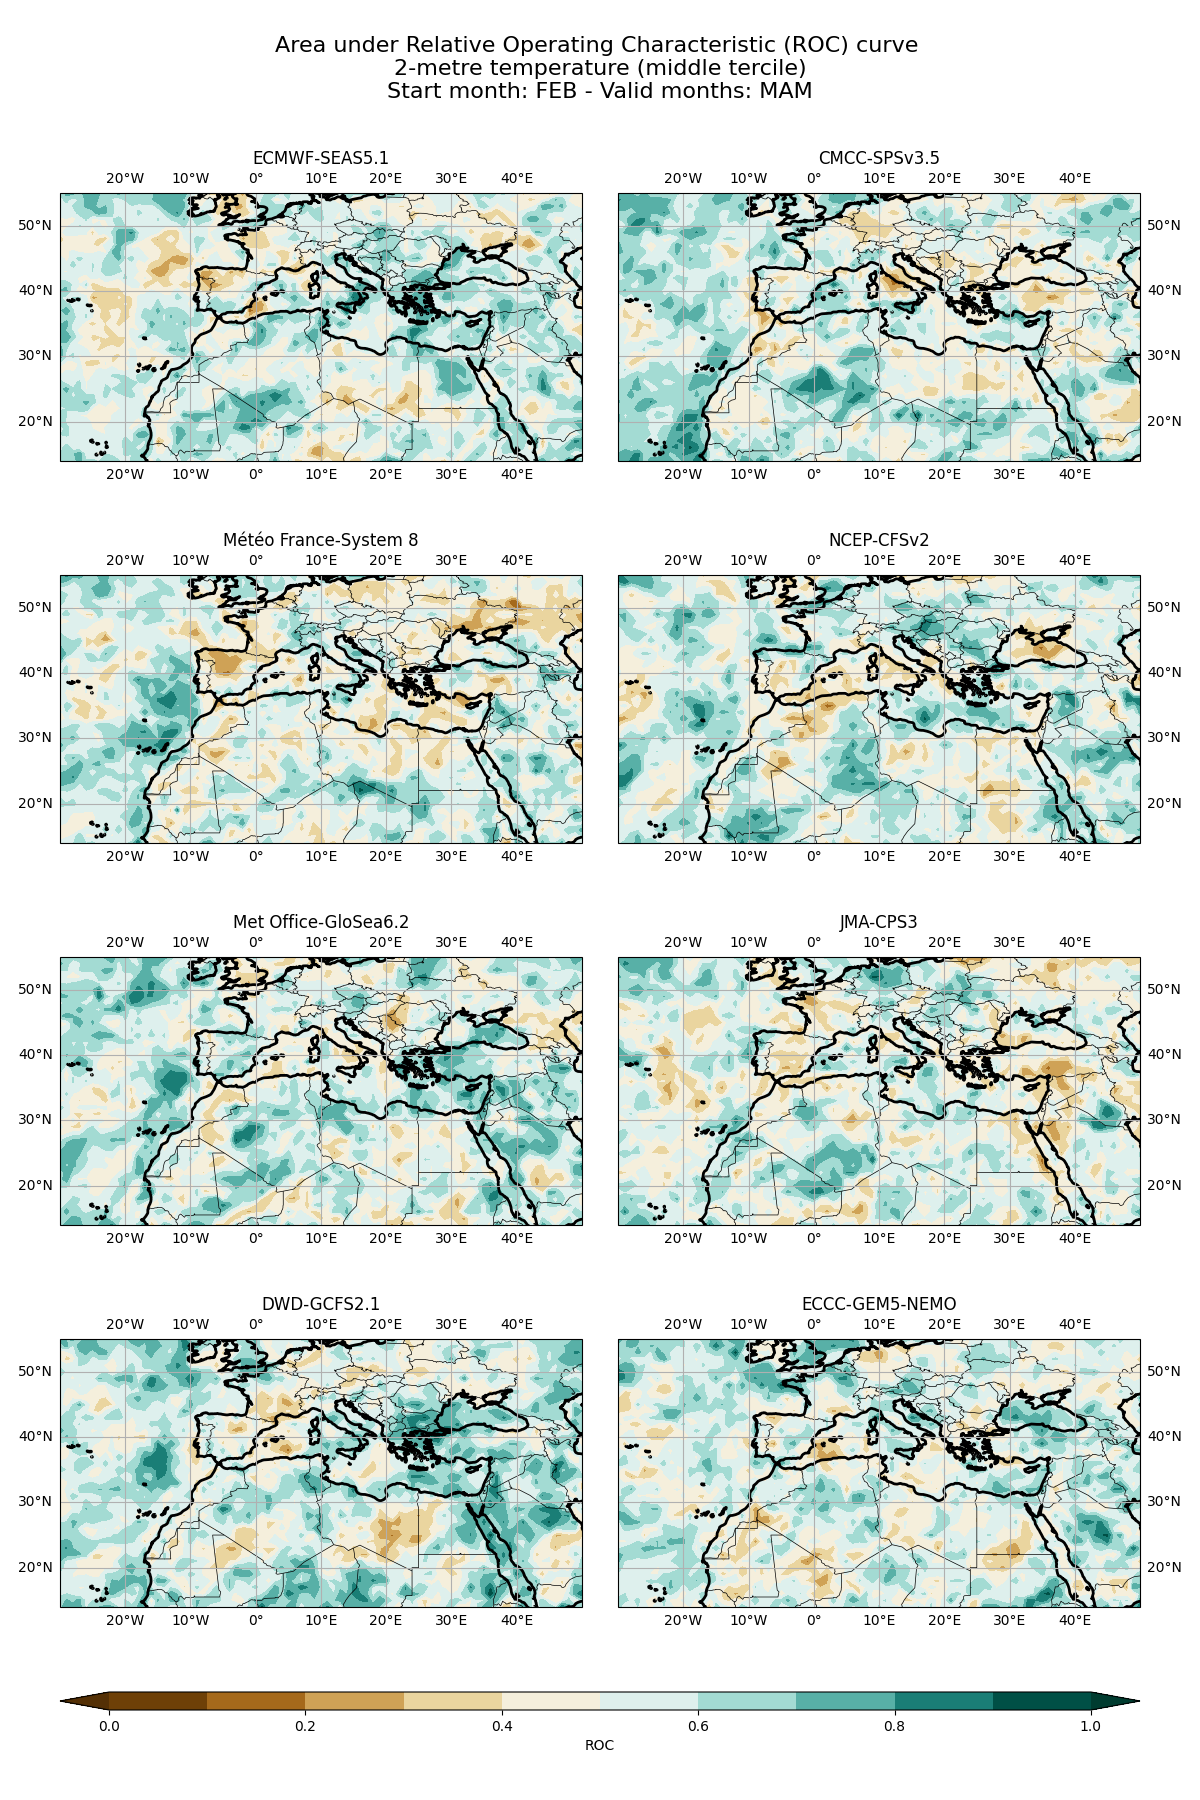 Area under Relative Operating Characteristic (ROC) curve
2-metre temperature (middle tercile)
Start month: FEB - Valid months: MAM
ECMWF-SEAS5.1
20°W 10°W 0° 10°E 20°E 30°E 40°E
50°N
40°N
30°N
20°N
20°W 10°W 0° 10°E 20°E 30°E 40°E
CMCC-SPSv3.5
20°W 10°W 0° 10°E 20°E 30°E 40°E
50°N
40°N
30°N
20°N
20°W 10°W 0° 10°E 20°E 30°E 40°E
Météo France-System 8
20°W 10°W 0° 10°E 20°E 30°E 40°E
50°N
40°N
30°N
20°N
20°W 10°W 0° 10°E 20°E 30°E 40°E
NCEP-CFSv2
20°W 10°W 0° 10°E 20°E 30°E 40°E
50°N
40°N
30°N
20°N
20°W 10°W 0° 10°E 20°E 30°E 40°E
Met Office-GloSea6.2
20°W 10°W 0° 10°E 20°E 30°E 40°E
50°N
40°N
30°N
20°N
20°W 10°W 0° 10°E 20°E 30°E 40°E
JMA-CPS3
20°W 10°W 0° 10°E 20°E 30°E 40°E
50°N
40°N
30°N
20°N
20°W 10°W 0° 10°E 20°E 30°E 40°E
DWD-GCFS2.1
20°W 10°W 0° 10°E 20°E 30°E 40°E
50°N
40°N
30°N
20°N
20°W 10°W 0° 10°E 20°E 30°E 40°E
ECCC-GEM5-NEMO
20°W 10°W 0° 10°E 20°E 30°E 40°E
50°N
40°N
30°N
20°N
20°W 10°W 0° 10°E 20°E 30°E 40°E
0.0 0.2 0.4 0.6 0.8 1.0
ROC